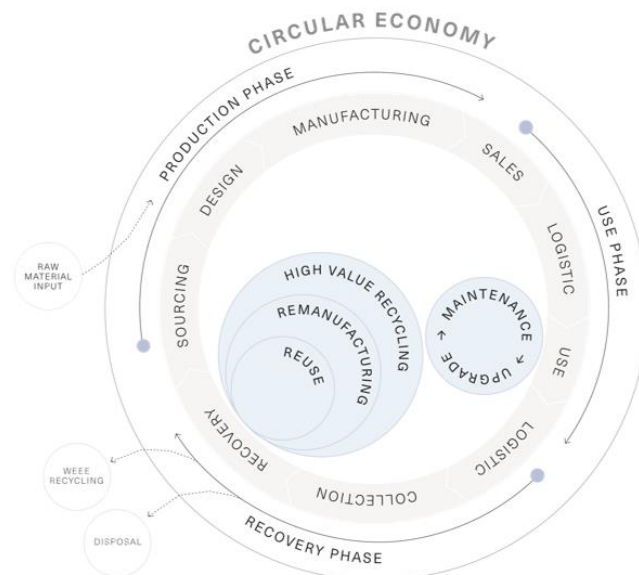 CIRCULAR ECONOMY
PRODUCTION PHASE
MANUFACTURING
SALES
DESIGN
LOGISTIC
USE PHASE
RAW
MATERIAL
INPUT
SOURCING
HIGH VALUE RECYCLING
REMANUFACTURING
REUSE
MAINTENANCE
UPGRADE
USE
LOGISTIC
RECOVERY
COLLECTION
WEEE
RECYCLING
DISPOSAL
RECOVERY PHASE